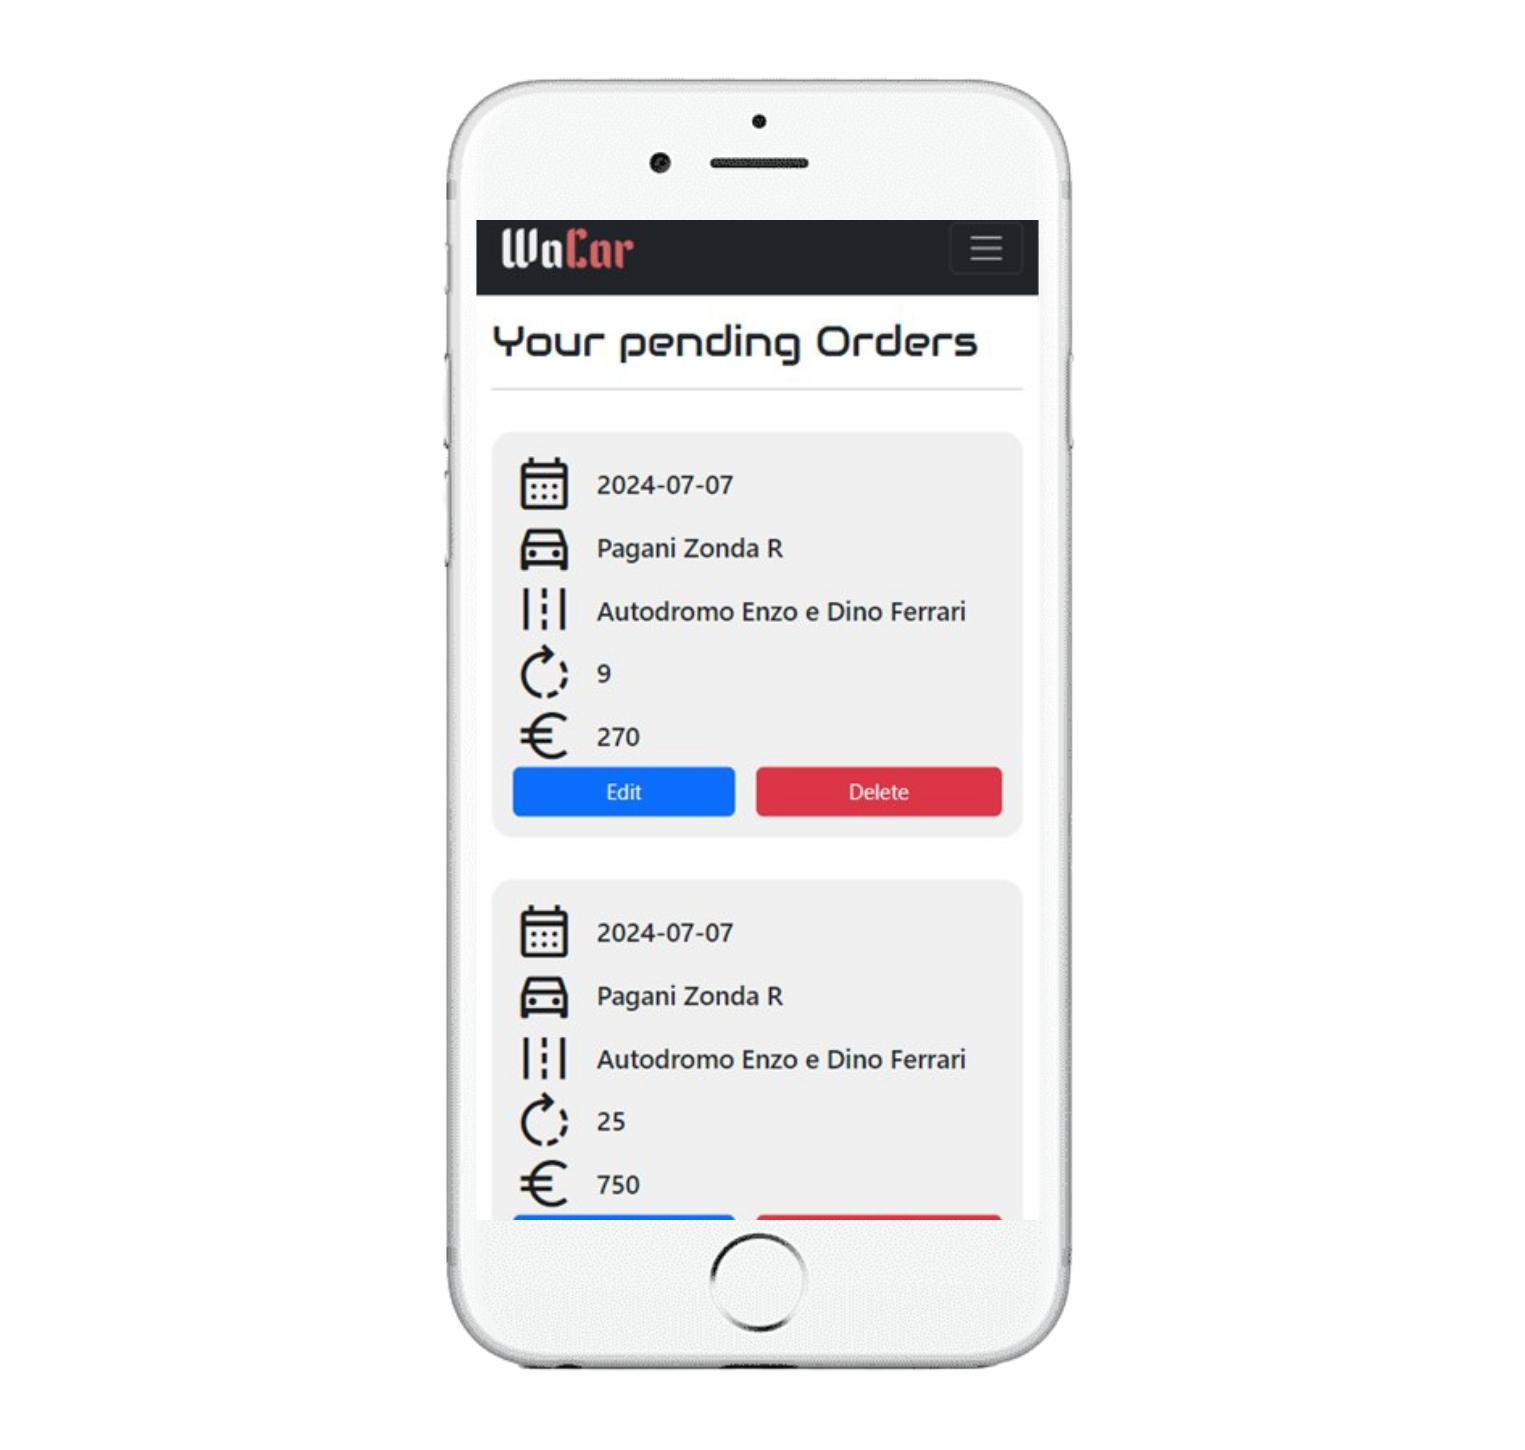 WaCar
Your pending Orders
2024-07-07
Pagani Zonda R
Autodromo Enzo e Dino Ferrari
9
€ 270
Edit Delete
2024-07-07
Pagani Zonda R
Autodromo Enzo e Dino Ferrari
25
€ 750